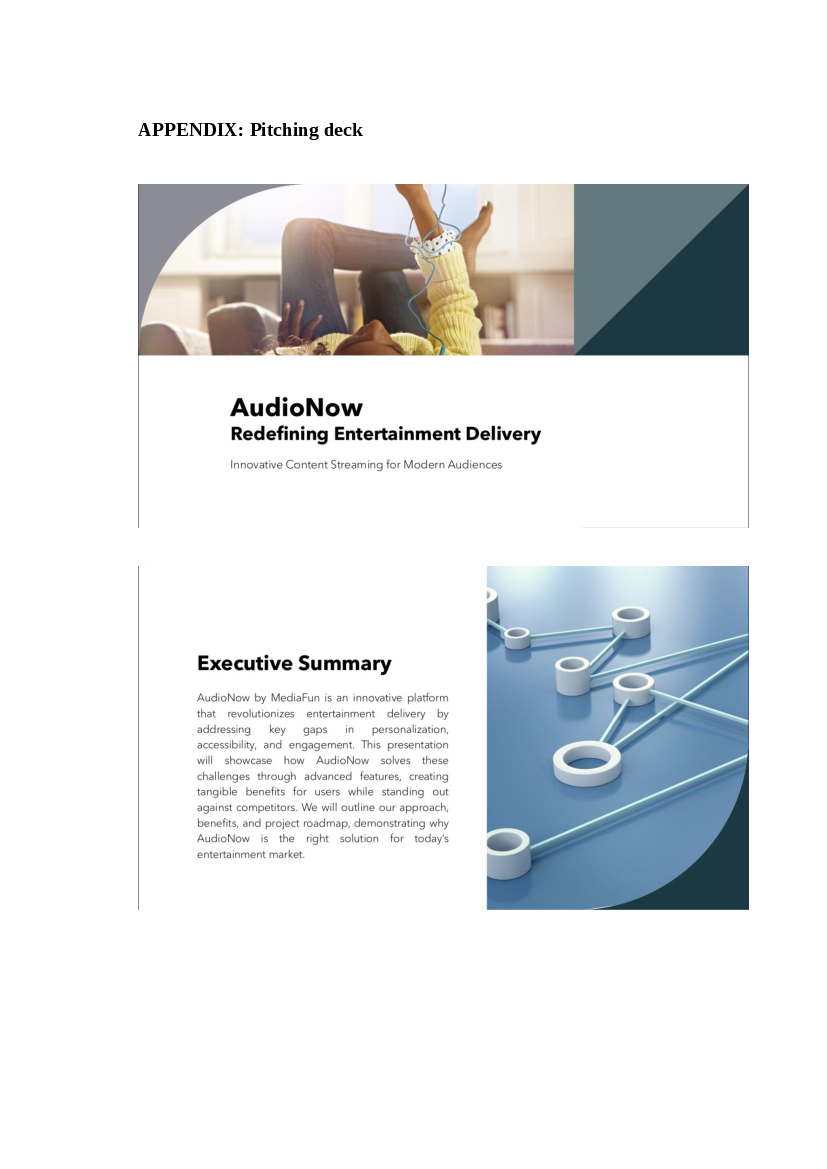 APPENDIX: Pitching deck
AudioNow
Redefining Entertainment Delivery
Innovative Content Streaming for Modern Audiences
Executive Summary
AudioNow by MediaFun is an innovative platform
that revolutionizes entertainment delivery by
addressing key gaps in personalization,
accessibility, and engagement. This presentation
will showcase how AudioNow solves these
challenges through advanced features, creating
tangible benefits for users while standing out
against competitors. We will outline our approach,
benefits, and project roadmap, demonstrating why
AudioNow is the right solution for today’s
entertainment market.